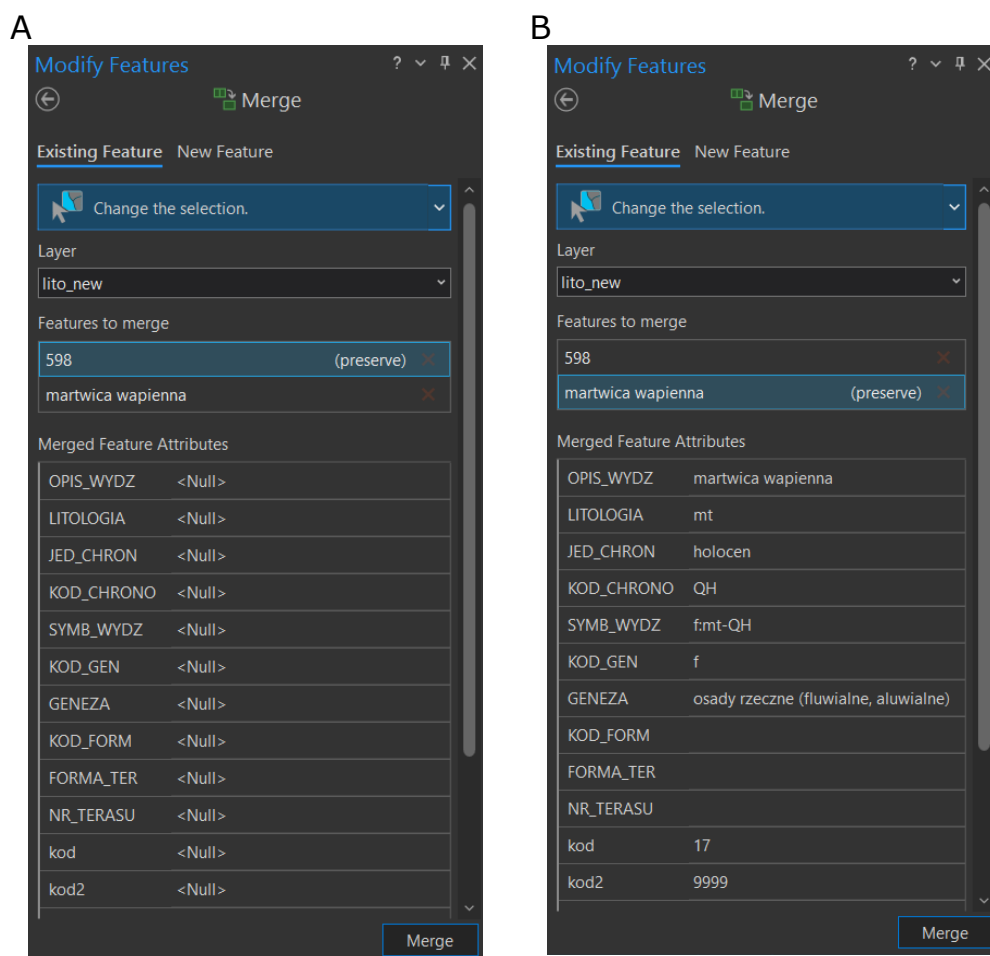 A
Modify Features ?
Merge
Existing Feature New Feature
Change the selection.
Layer
lito_new
Features to merge
598 (preserve)
martwica wapienna
Merged Feature Attributes
OPIS_WYDZ <Null>
LITOLOGIA <Null>
JED_CHRON <Null>
KOD_CHRONO <Null>
SYMB_WYDZ <Null>
KOD_GEN <Null>
GENEZA <Null>
KOD_FORM <Null>
FORMA_TER <Null>
NR_TERASU <Null>
kod <Null>
kod2 <Null>
Merge
B
Modify Features ?
Merge
Existing Feature New Feature
Change the selection.
Layer
lito_new
Features to merge
598
martwica wapienna (preserve)
Merged Feature Attributes
OPIS_WYDZ martwica wapienna
LITOLOGIA mt
JED_CHRON holocen
KOD_CHRONO QH
SYMB_WYDZ f:mt-QH
KOD_GEN f
GENEZA osady rzeczne (fluwialne, aluwialne)
KOD_FORM
FORMA_TER
NR_TERASU
kod 17
kod2 9999
Merge